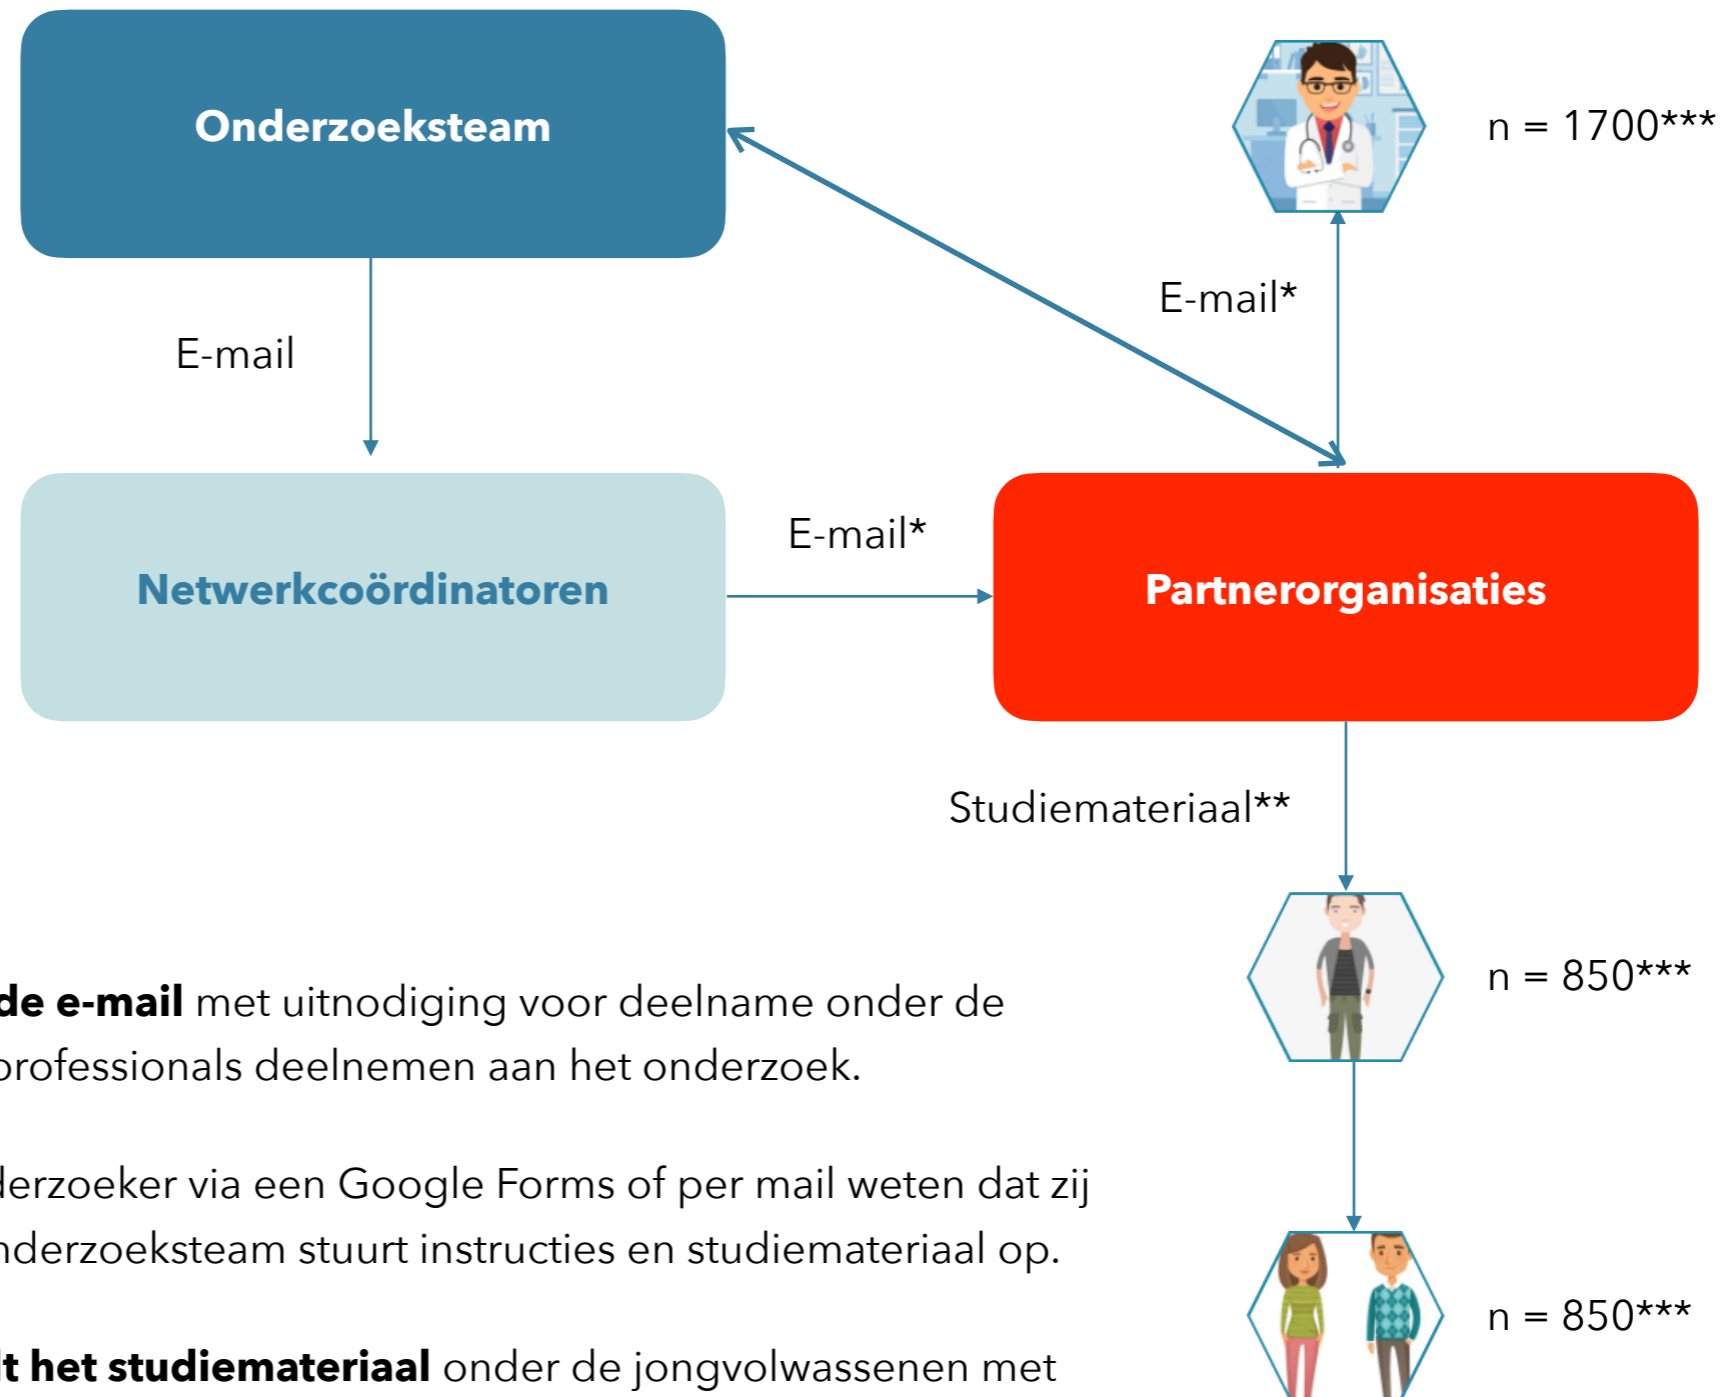 Onderzoeksteam
n = 1700***
E-mail*
E-mail
E-mail*
Netwerkcoördinatoren
Partnerorganisaties
Studiemateriaal**
n = 850***
de e-mail met uitnodiging voor deelname onder de
professionals deelnemen aan het onderzoek.
derzoeker via een Google Forms of per mail weten dat zij
nderzoeksteam stuurt instructies en studiemateriaal op.
n = 850***
lt het studiemateriaal onder de jongvolwassenen met